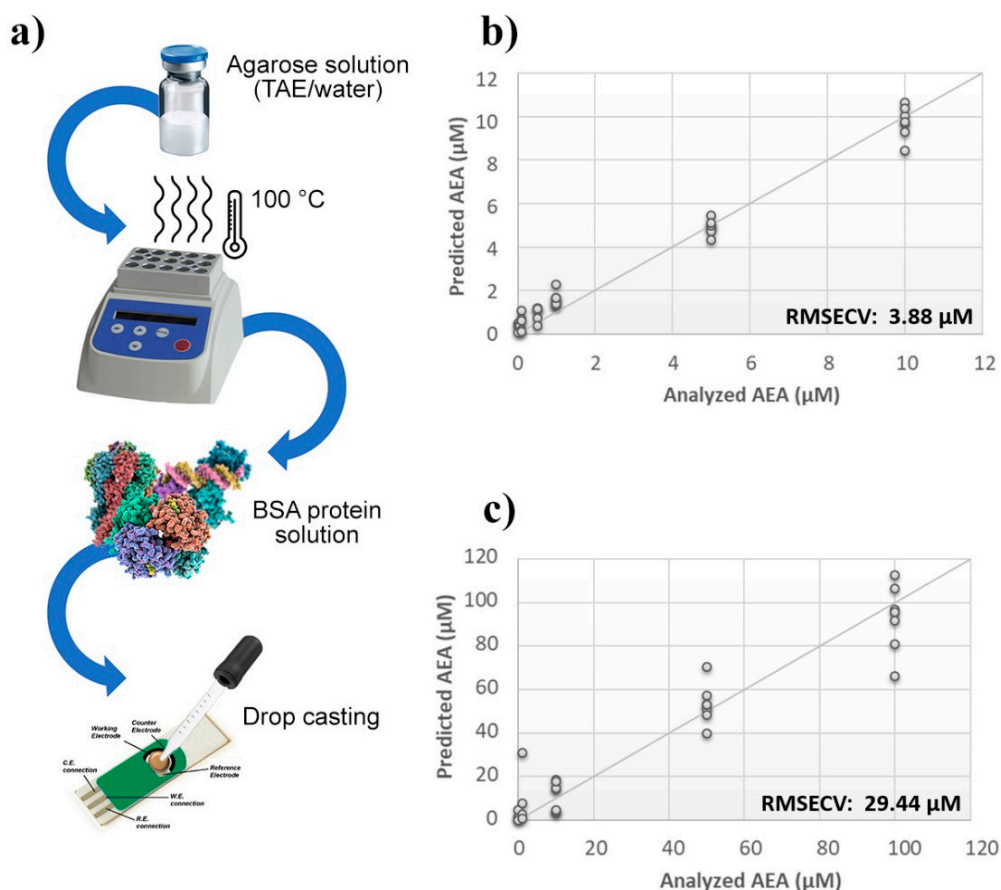 a)
Agarose solution
(TAE/water)
100 °C
BSA protein
solution
Drop casting
Counter
Electrode
Working
Electrode
C.E.
connection
Reference
Electrode
W.E.
connection
R.E.
connection
b)
Predicted AEA (µM)
12
10
8
6
4
2
0
0 2 4 6 8 10 12
RMSECV: 3.88 µM
Analyzed AEA (µM)
c)
Predicted AEA (µM)
120
100
80
60
40
20
0
0 20 40 60 80 100 120
RMSECV: 29.44 µM
Analyzed AEA (µM)